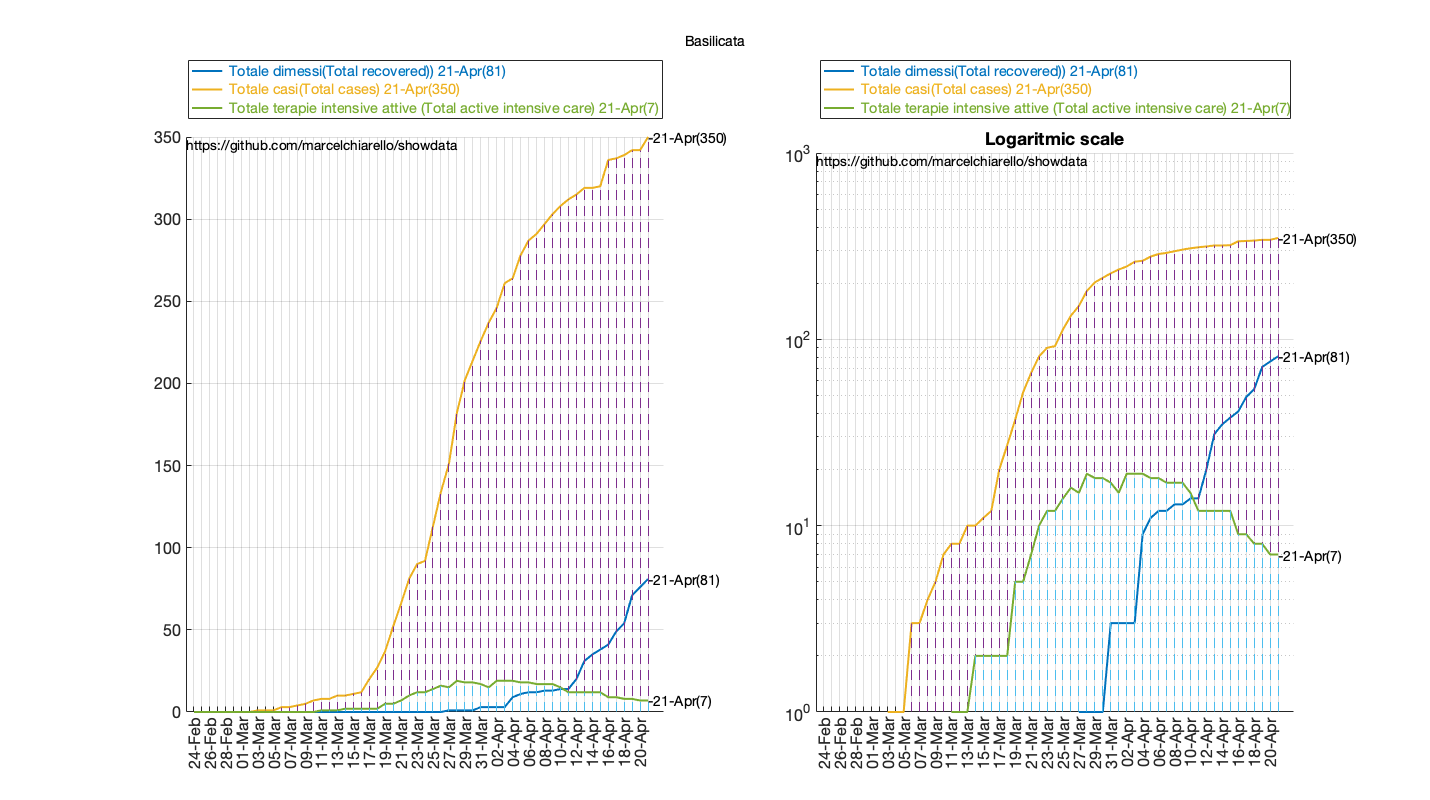 Basilicata
Totale dimessi(Total recovered)) 21-Apr(81)
Totale casi(Total cases) 21-Apr(350)
Totale terapie intensive attive (Total active intensive care) 21-Apr(7)
350
300
250
200
150
100
50
0
https://github.com/marcelchiarello/showdata
-21-Apr(350)
-21-Apr(81)
-21-Apr(7)
24-Feb
26-Feb
28-Feb
01-Mar
03-Mar
05-Mar
07-Mar
09-Mar
11-Mar
13-Mar
15-Mar
17-Mar
19-Mar
21-Mar
23-Mar
25-Mar
27-Mar
29-Mar
31-Mar
02-Apr
04-Apr
06-Apr
08-Apr
10-Apr
12-Apr
14-Apr
16-Apr
18-Apr
20-Apr
Totale dimessi(Total recovered)) 21-Apr(81)
Totale casi(Total cases) 21-Apr(350)
Totale terapie intensive attive (Total active intensive care) 21-Apr(7)
Logaritmic scale
10³
10²
10¹
10⁰
https://github.com/marcelchiarello/showdata
-21-Apr(350)
-21-Apr(81)
-21-Apr(7)
24-Feb
26-Feb
28-Feb
01-Mar
03-Mar
05-Mar
07-Mar
09-Mar
11-Mar
13-Mar
15-Mar
17-Mar
19-Mar
21-Mar
23-Mar
25-Mar
27-Mar
29-Mar
31-Mar
02-Apr
04-Apr
06-Apr
08-Apr
10-Apr
12-Apr
14-Apr
16-Apr
18-Apr
20-Apr